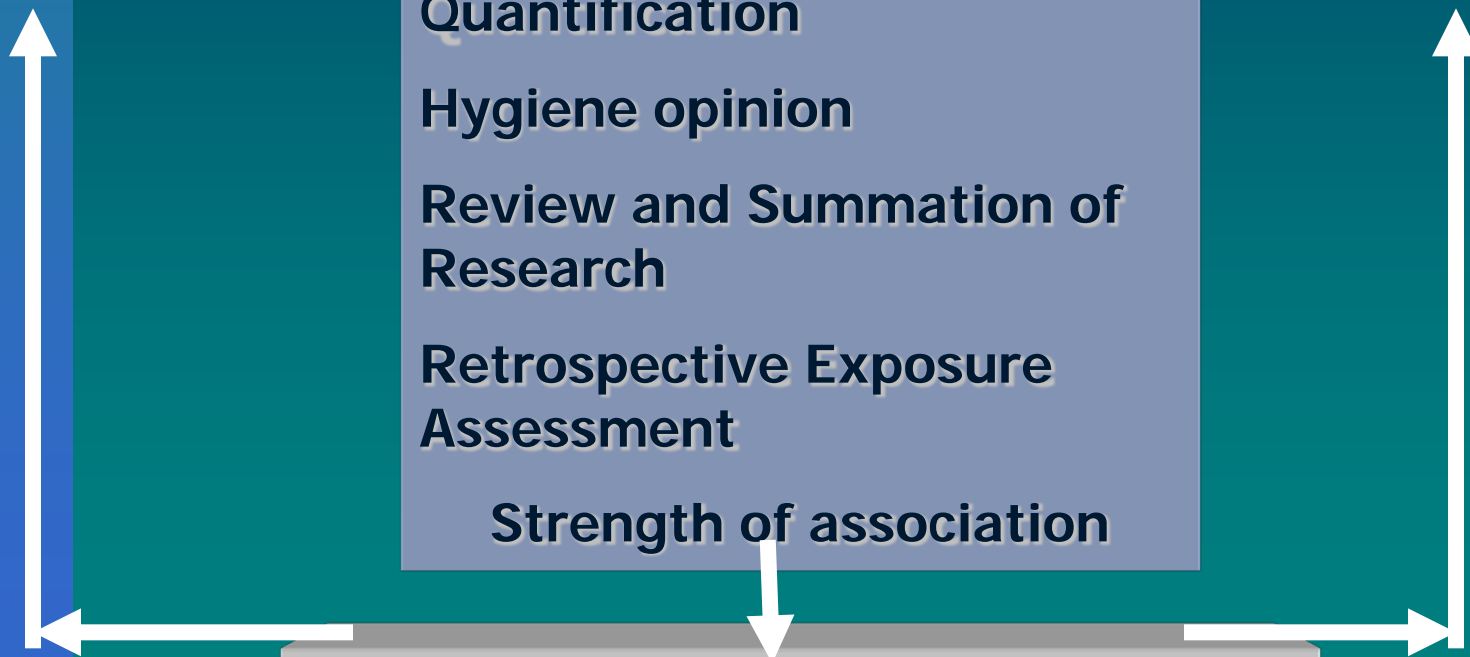 Quantification
Hygiene opinion
Review and Summation of
Research
Retrospective Exposure
Assessment
Strength of association